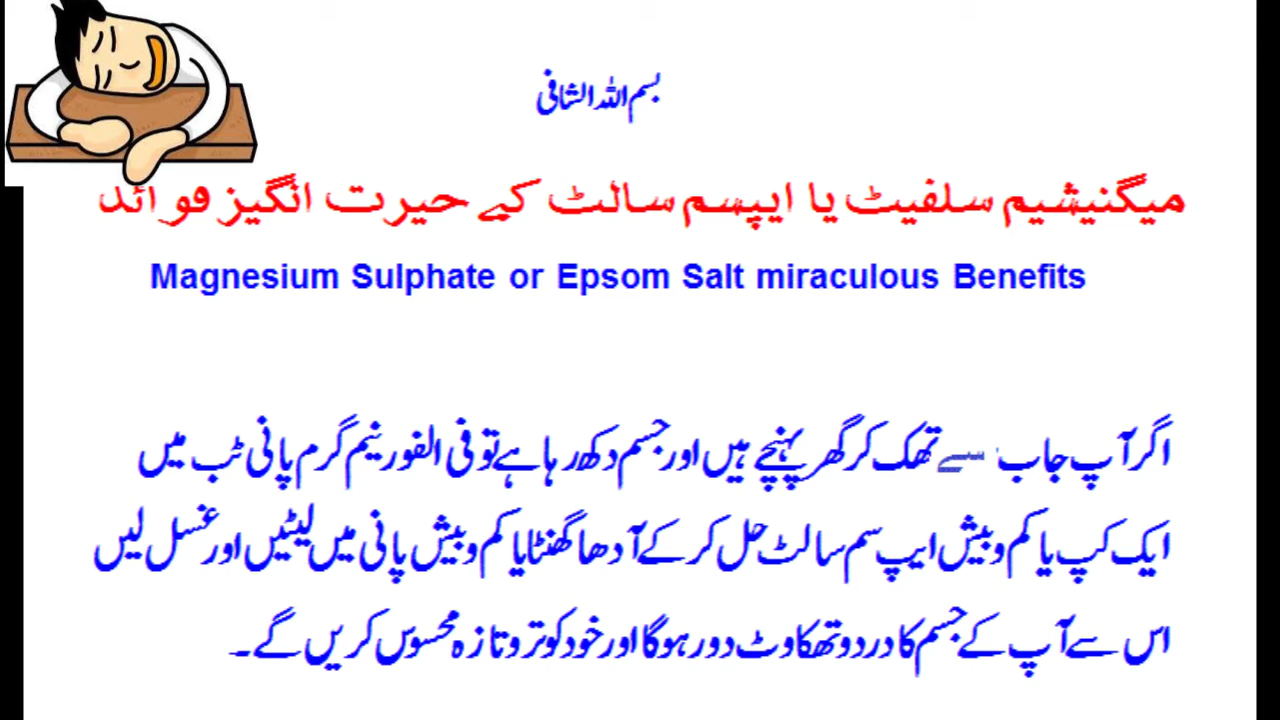 بسم اللہ الشافی
میگنیشیم سلفیٹ یا ایپسم سالٹ کے حیرت انگیز فوائد
Magnesium Sulphate or Epsom Salt miraculous Benefits
اگر آپ جاب سے تھک کر گھر پہنچے ہیں اور جسم دکھ رہا ہے تو فی الفور نیم گرم پانی ٹب میں
ایک کپ یا کم و بیش ایپ سم سالٹ حل کر کے آدھا گھنٹا یا کم و بیش پانی میں لیٹیں اور غسل لیں
اس سے آپ کے جسم کا درد و تھکاوٹ دور ہوگا اور خود کو تروتازہ محسوس کریں گے۔